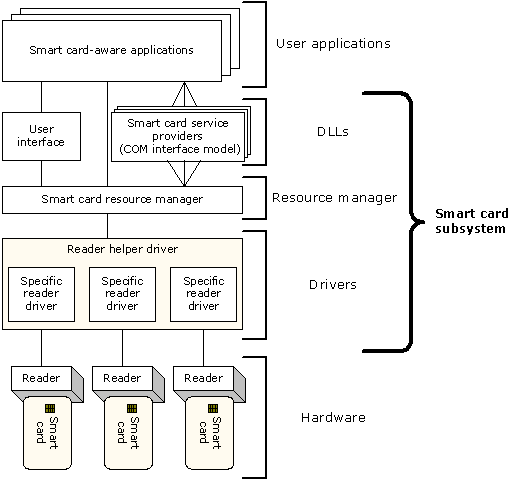 Smart card-aware applications
User applications
User
interface
Smart card service
providers
(COM interface model)
DLLs
Smart card resource manager
Resource manager
Smart card
subsystem
Reader helper driver
Specific
reader
driver
Specific
reader
driver
Specific
reader
driver
Drivers
Reader
Reader
Reader
Smart
card
Smart
card
Smart
card
Hardware